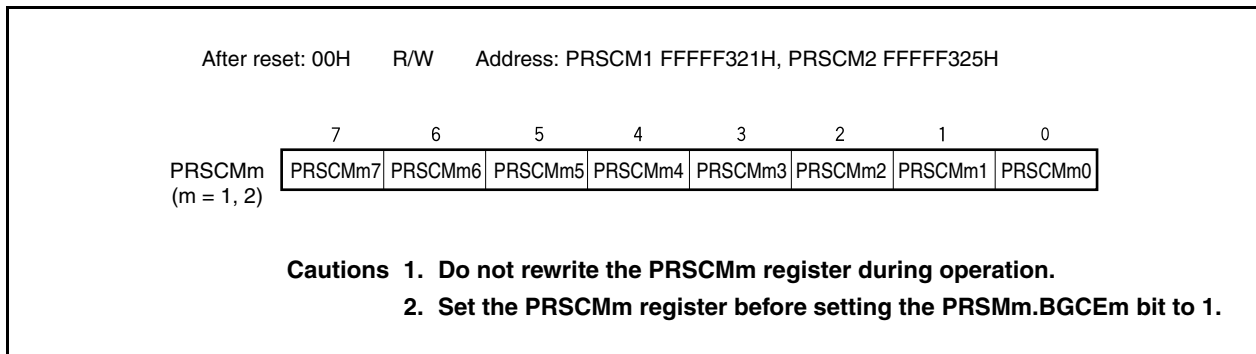 After reset: 00H R/W Address: PRSCM1 FFFFF321H, PRSCM2 FFFFF325H
7 6 5 4 3 2 1 0
PRSCMm PRSCMm7 PRSCMm6 PRSCMm5 PRSCMm4 PRSCMm3 PRSCMm2 PRSCMm1 PRSCMm0
(m = 1, 2)
Cautions 1. Do not rewrite the PRSCMm register during operation.
2. Set the PRSCMm register before setting the PRSMm.BGCEm bit to 1.